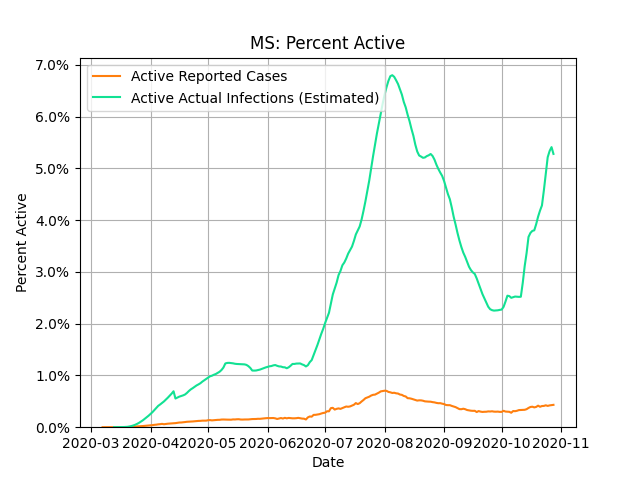 MS: Percent Active
Active Reported Cases
Active Actual Infections (Estimated)
7.0%
6.0%
5.0%
4.0%
3.0%
2.0%
1.0%
0.0%
Percent Active
2020-03 2020-04 2020-05 2020-06 2020-07 2020-08 2020-09 2020-10 2020-11
Date